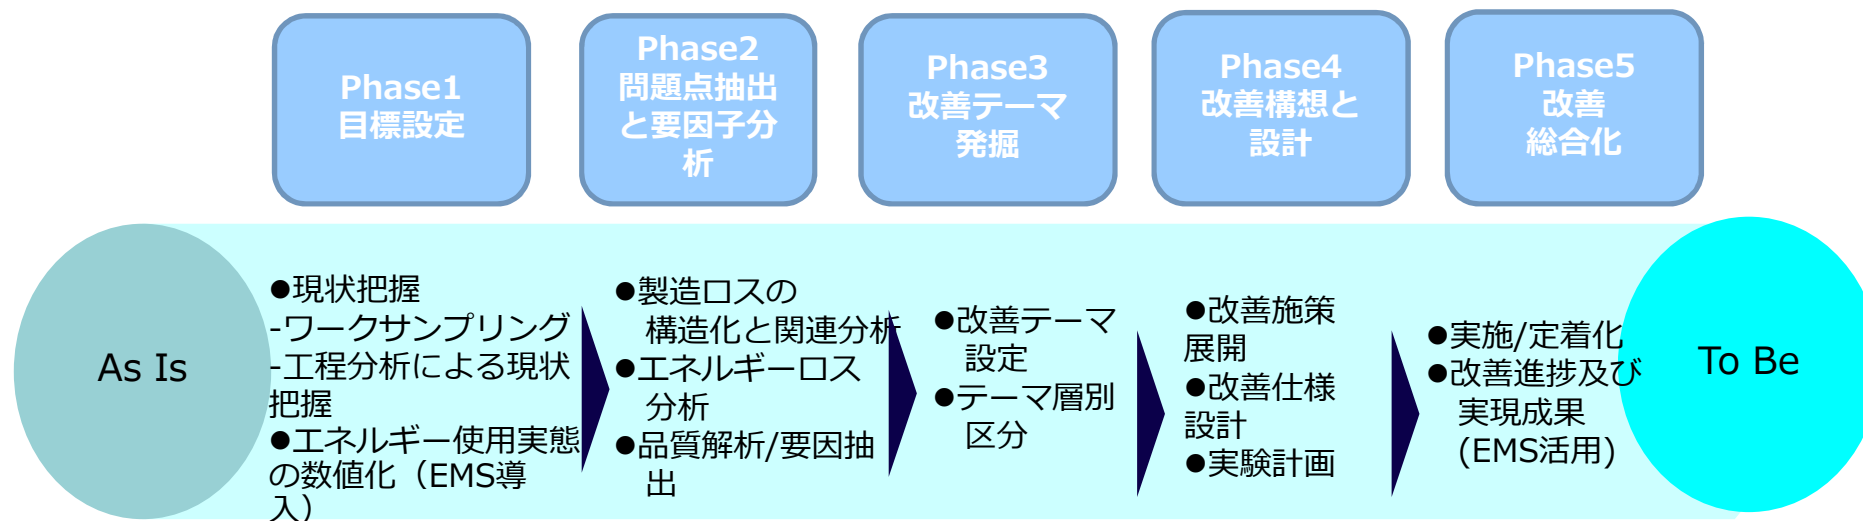 Phase1
目標設定
Phase2
問題点抽出
と要因子分
析
Phase3
改善テーマ
発掘
Phase4
改善構想と
設計
Phase5
改善
総合化
As Is
●現状把握
-ワークサンプリング
-工程分析による現状
把握
●エネルギー使用実態
の数値化（EMS導
入）
●製造ロスの
構造化と関連分析
●エネルギーロス
分析
●品質解析/要因抽
出
●改善テーマ
設定
●テーマ層別
区分
●改善施策
展開
●改善仕様
設計
●実験計画
●実施/定着化
●改善進捗及び
実現成果
(EMS活用)
To Be